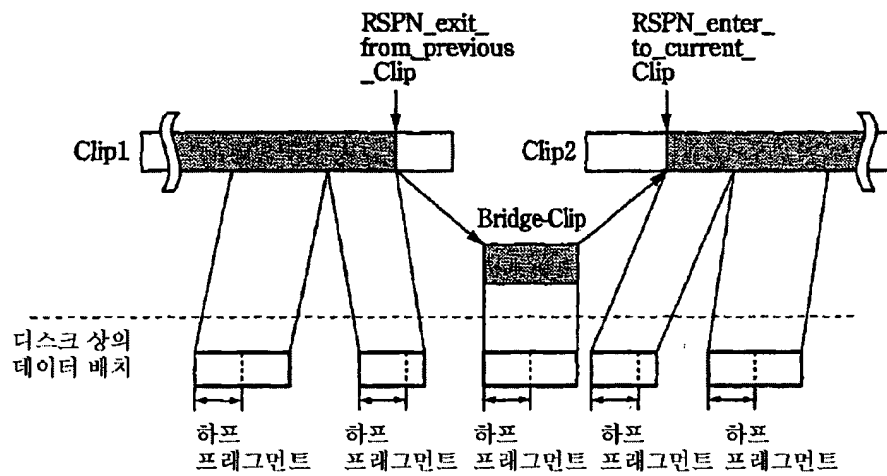 RSPN_exit_
from_previous
_Clip
RSPN_enter_
to_current_
Clip
Clip1
Clip2
Bridge-Clip
디스크 상의
데이터 배치
하프
프래그먼트
하프
프래그먼트
하프
프래그먼트
하프
프래그먼트
하프
프래그먼트